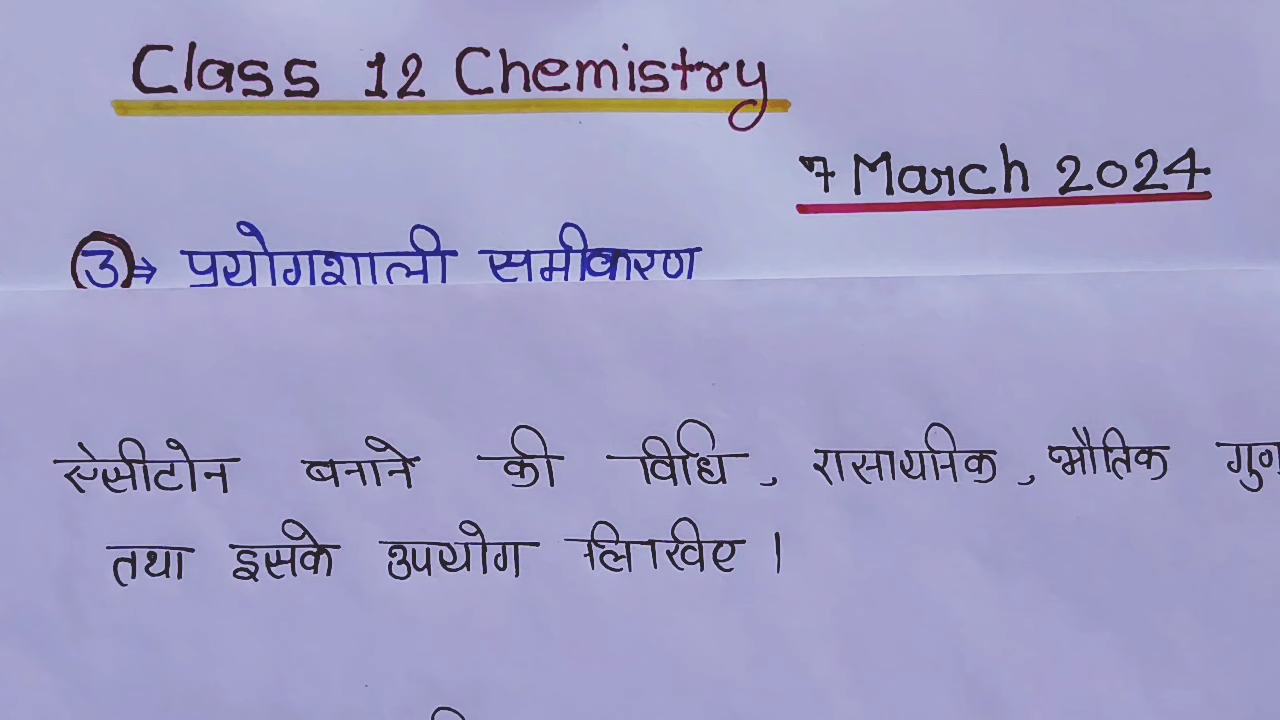 Class 12 Chemistry
7 March 2024
③→ प्रयोगशाली समीकरण
ऐसीटोन बनाने की विधि, रासायनिक, भौतिक गुण
तथा इसके उपयोग लिखिए।